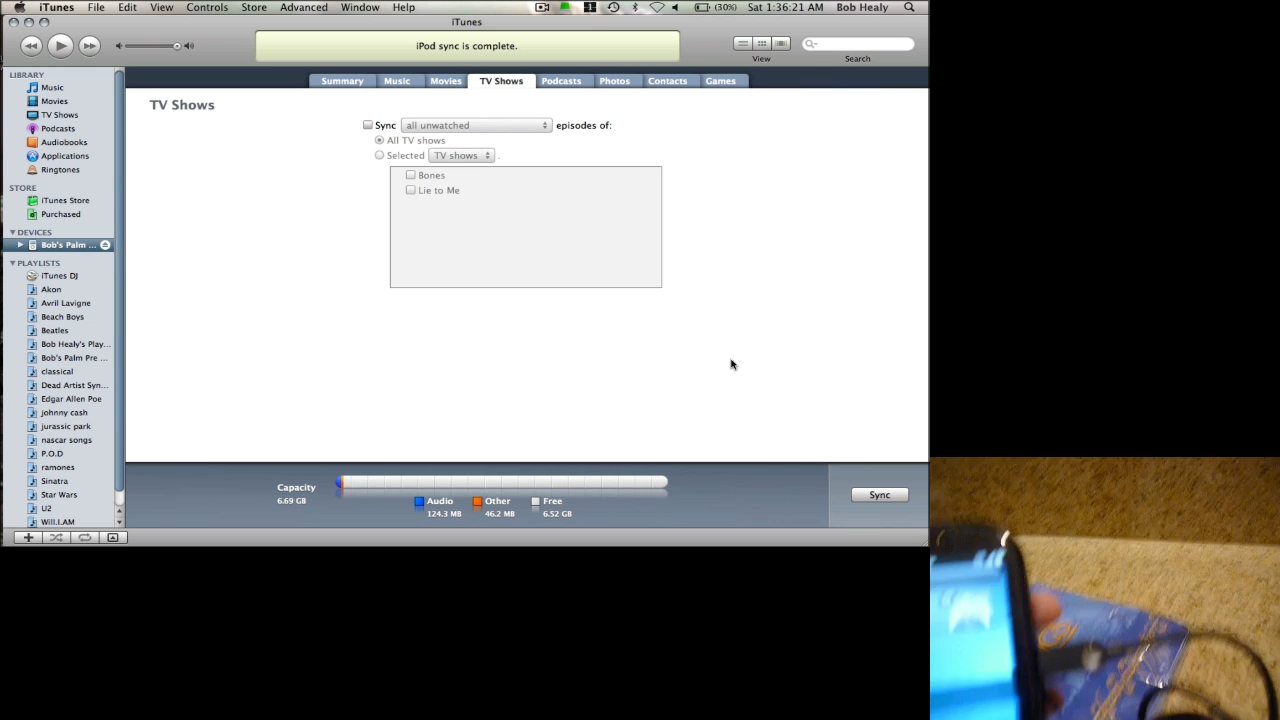 iTunes File Edit View Controls Store Advanced Window Help
(30%) Sat 1:36:21 AM Bob Healy
iTunes
iPod sync is complete.
View
Search
Summary Music Movies TV Shows Podcasts Photos Contacts Games
LIBRARY
Music
Movies
TV Shows
Podcasts
Audiobooks
Applications
Ringtones
STORE
iTunes Store
Purchased
DEVICES
Bob's Palm ...
PLAYLISTS
iTunes DJ
Akon
Avril Lavigne
Beach Boys
Beatles
Bob Healy's Play...
Bob's Palm Pre ...
classical
Dead Artist Syn...
Edgar Allen Poe
johnny cash
jurassic park
nascar songs
P.O.D
ramones
Sinatra
Star Wars
U2
Will.I.AM
TV Shows
Sync all unwatched episodes of:
All TV shows
Selected TV shows .
Bones
Lie to Me
Capacity
6.69 GB
Audio
124.3 MB
Other
46.2 MB
Free
6.52 GB
Sync